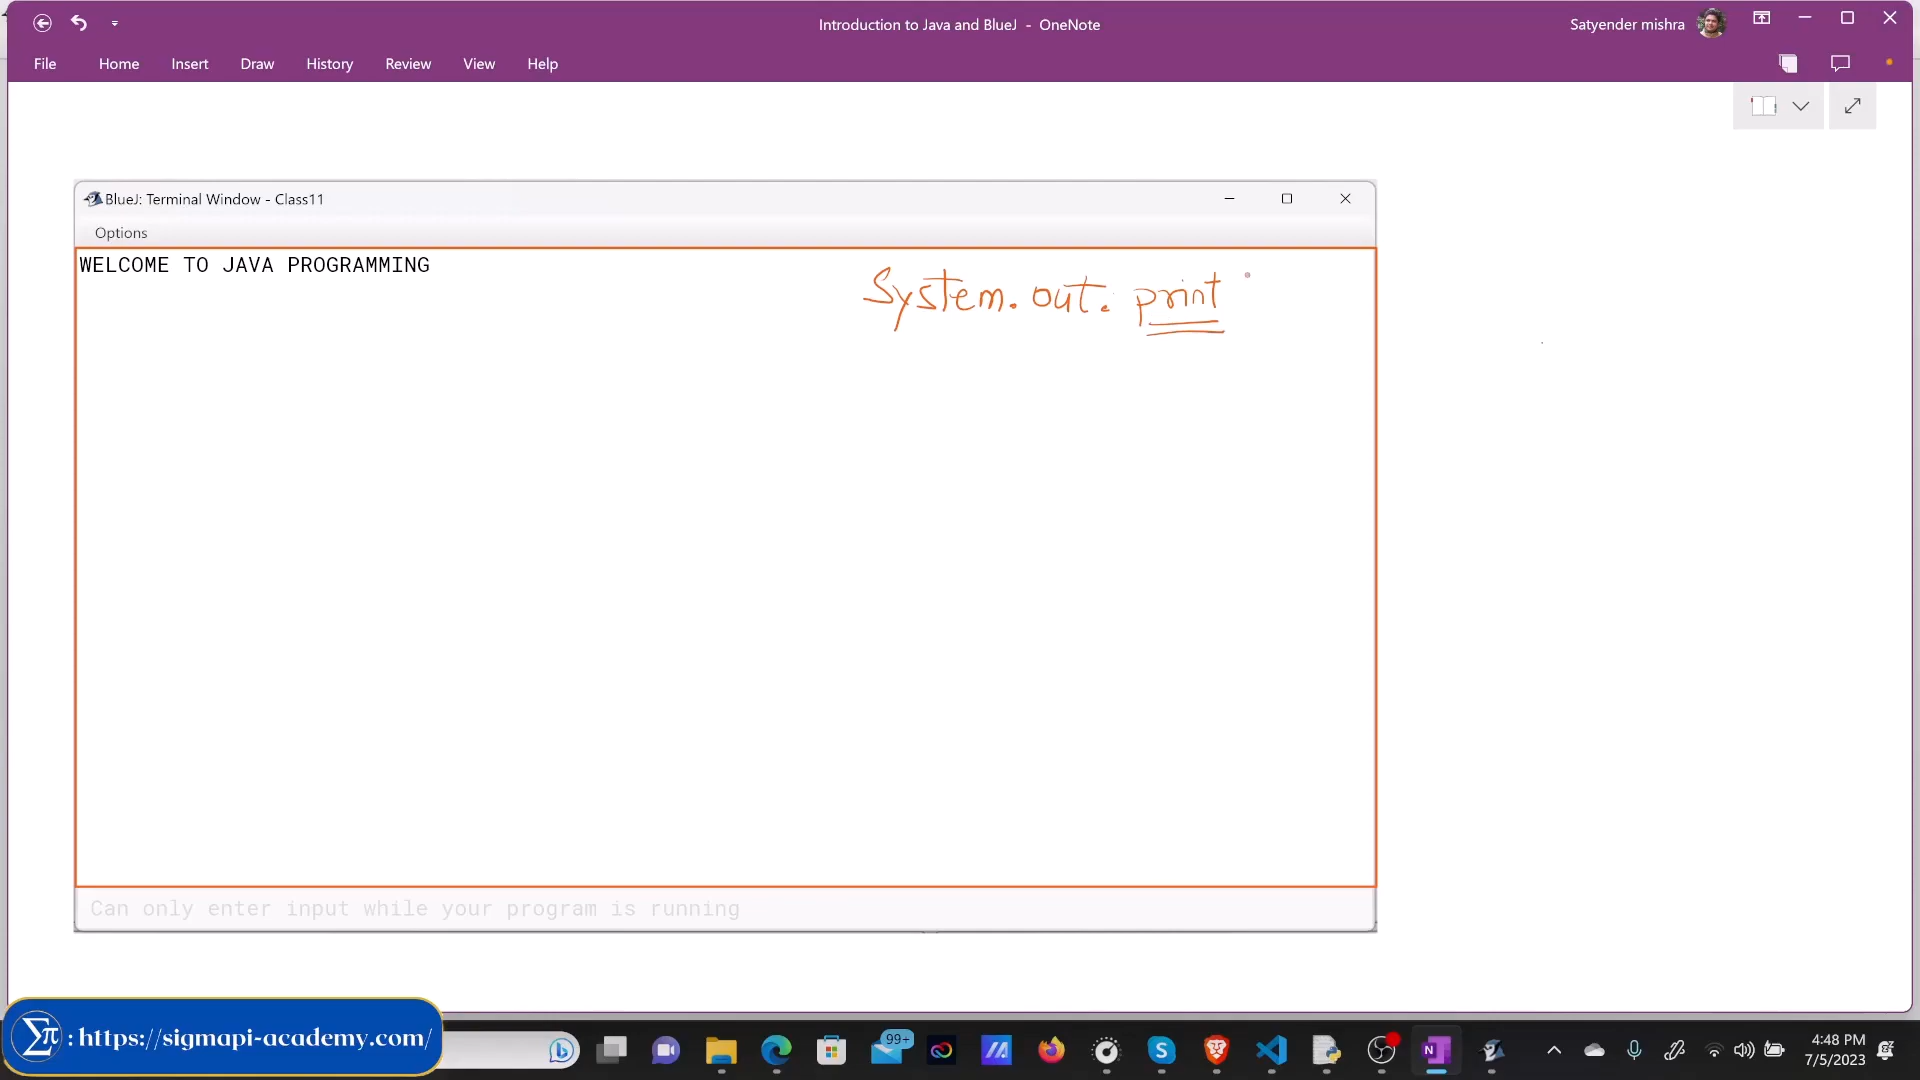 Introduction to Java and BlueJ - OneNote
Satyender mishra
File Home Insert Draw History Review View Help
BlueJ: Terminal Window - Class11
Options
WELCOME TO JAVA PROGRAMMING
System.out.print
Can only enter input while your program is running
Σπ : https://sigmapi-academy.com/
99+
N
4:48 PM
7/5/2023